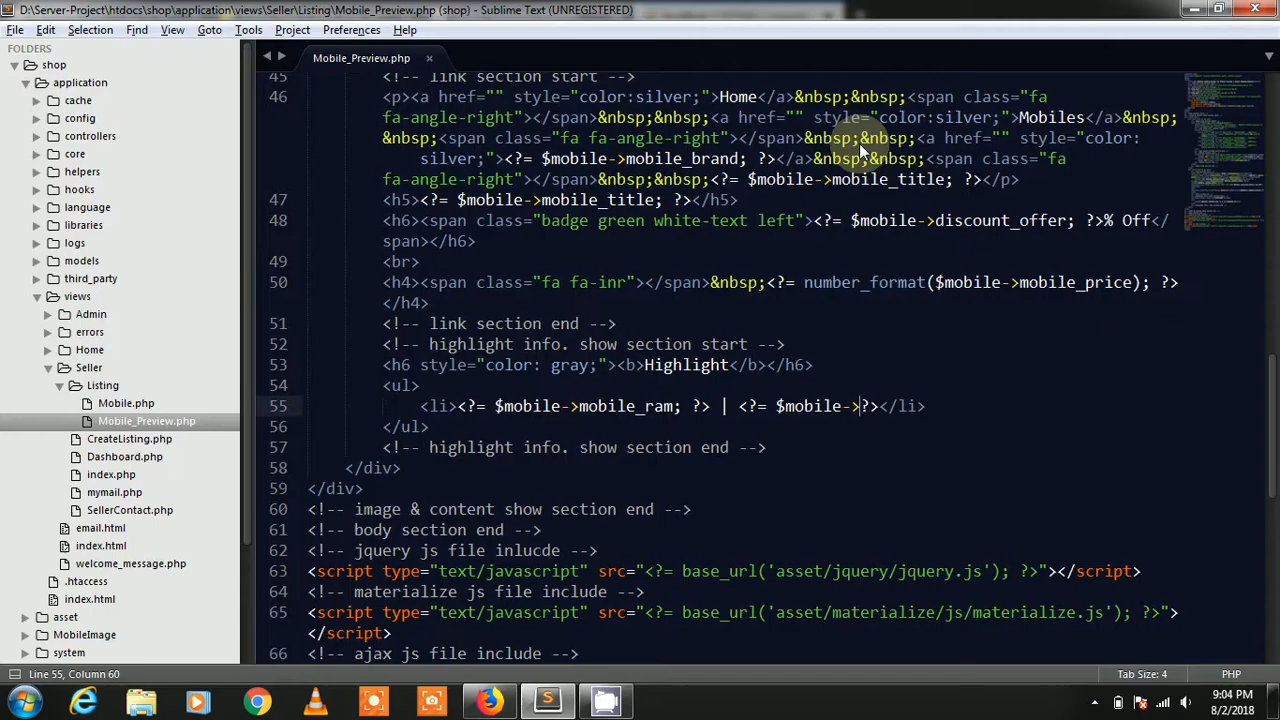 D:\Server-Project\htdocs\shop\application\views\Seller\Listing\Mobile_Preview.php (shop) - Sublime Text (UNREGISTERED)
File Edit Selection Find View Goto Tools Project Preferences Help
FOLDERS
shop
application
cache
config
controllers
core
helpers
hooks
language
libraries
logs
models
third_party
views
Admin
errors
Home
Seller
Listing
Mobile.php
Mobile_Preview.php
CreateListing.php
Dashboard.php
index.php
mymail.php
SellerContact.php
email.html
index.html
welcome_message.php
.htaccess
index.html
asset
MobileImage
system
Mobile_Preview.php ×
45 <!-- link section start -->
46 <p><a href="" style="color:silver;">Home</a>&nbsp;&nbsp;<span class="fa
fa-angle-right"></span>&nbsp;&nbsp;<a href="" style="color:silver;">Mobiles</a>&nbsp;
&nbsp;<span class="fa fa-angle-right"></span>&nbsp;&nbsp;<a href="" style="color:
silver;"><?= $mobile->mobile_brand; ?></a>&nbsp;&nbsp;<span class="fa
fa-angle-right"></span>&nbsp;&nbsp;<?= $mobile->mobile_title; ?></p>
47 <h5><?= $mobile->mobile_title; ?></h5>
48 <h6><span class="badge green white-text left"><?= $mobile->discount_offer; ?>% Off</
span></h6>
49 <br>
50 <h4><span class="fa fa-inr"></span>&nbsp;<?= number_format($mobile->mobile_price); ?>
</h4>
51 <!-- link section end -->
52 <!-- highlight info. show section start -->
53 <h6 style="color: gray;"><b>Highlight</b></h6>
54 <ul>
55 <li><?= $mobile->mobile_ram; ?> | <?= $mobile->?></li>
56 </ul>
57 <!-- highlight info. show section end -->
58 </div>
59 </div>
60 <!-- image & content show section end -->
61 <!-- body section end -->
62 <!-- jquery js file inlucde -->
63 <script type="text/javascript" src="<?= base_url('asset/jquery/jquery.js'); ?>"></script>
64 <!-- materialize js file include -->
65 <script type="text/javascript" src="<?= base_url('asset/materialize/js/materialize.js'); ?>">
</script>
66 <!-- ajax js file include -->
Line 55, Column 60 Tab Size: 4 PHP
9:04 PM
8/2/2018